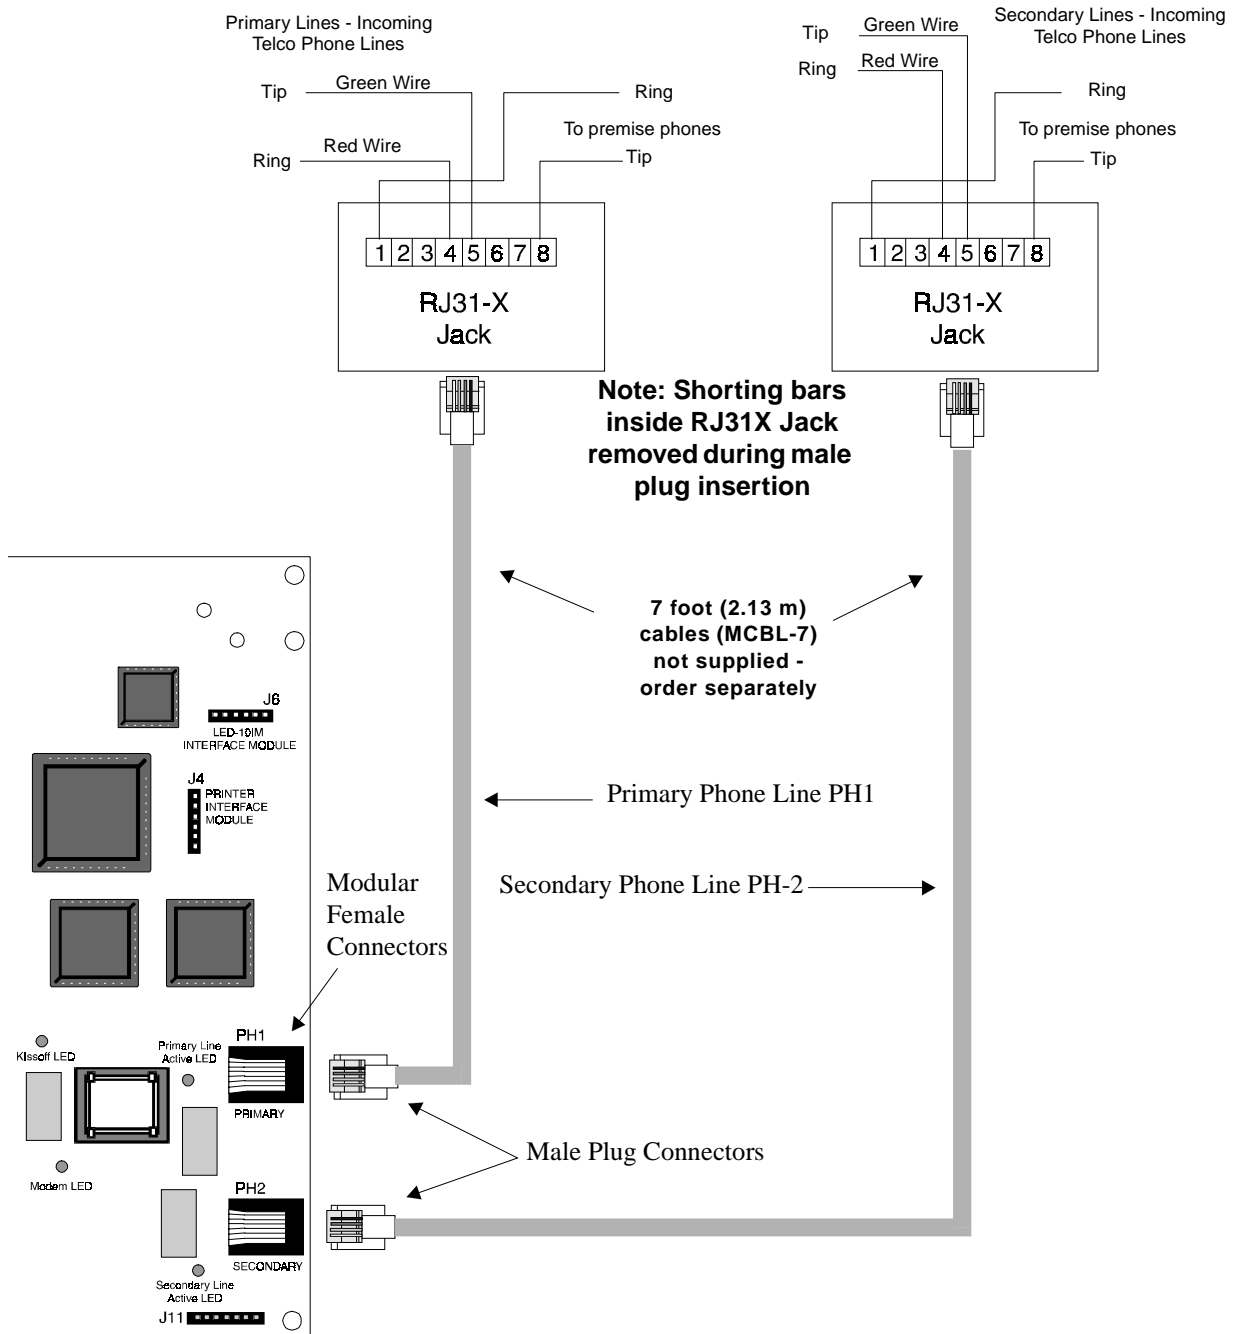 Primary Lines - Incoming
Telco Phone Lines
Secondary Lines - Incoming
Telco Phone Lines
Tip
Green Wire
Ring
To premise phones
Ring
Red Wire
Tip
Tip
Green Wire
Ring
Red Wire
Ring
To premise phones
Tip
1 2 3 4 5 6 7 8
RJ31-X
Jack
1 2 3 4 5 6 7 8
RJ31-X
Jack
Note: Shorting bars
inside RJ31X Jack
removed during male
plug insertion
7 foot (2.13 m)
cables (MCBL-7)
not supplied -
order separately
J6
LED-10IM
INTERFACE MODULE
J4
PRINTER
INTERFACE
MODULE
Primary Phone Line PH1
Secondary Phone Line PH-2
Modular
Female
Connectors
Kissoff LED
Primary Line
Active LED
PH1
PRIMARY
Modem LED
Male Plug Connectors
PH2
SECONDARY
Secondary Line
Active LED
J11